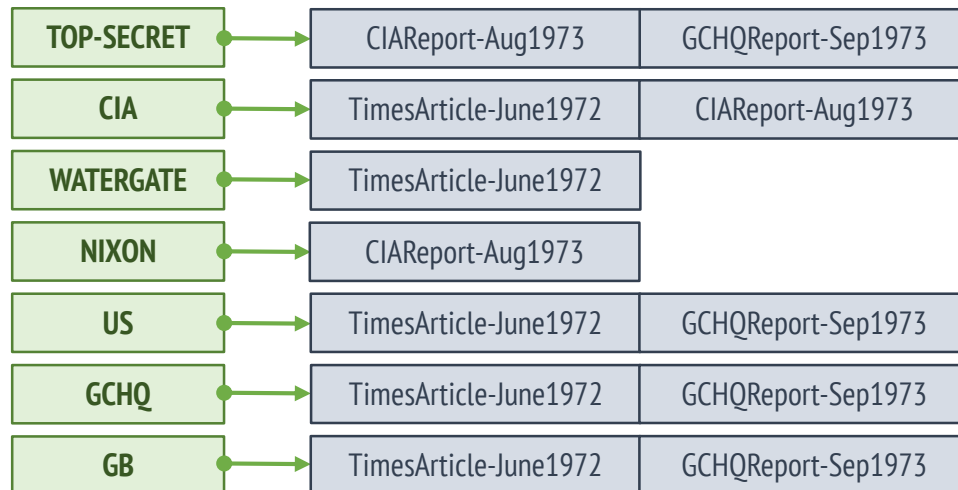 TOP-SECRET CIAReport-Aug1973 GCHQReport-Sep1973
CIA TimesArticle-June1972 CIAReport-Aug1973
WATERGATE TimesArticle-June1972
NIXON CIAReport-Aug1973
US TimesArticle-June1972 GCHQReport-Sep1973
GCHQ TimesArticle-June1972 GCHQReport-Sep1973
GB TimesArticle-June1972 GCHQReport-Sep1973